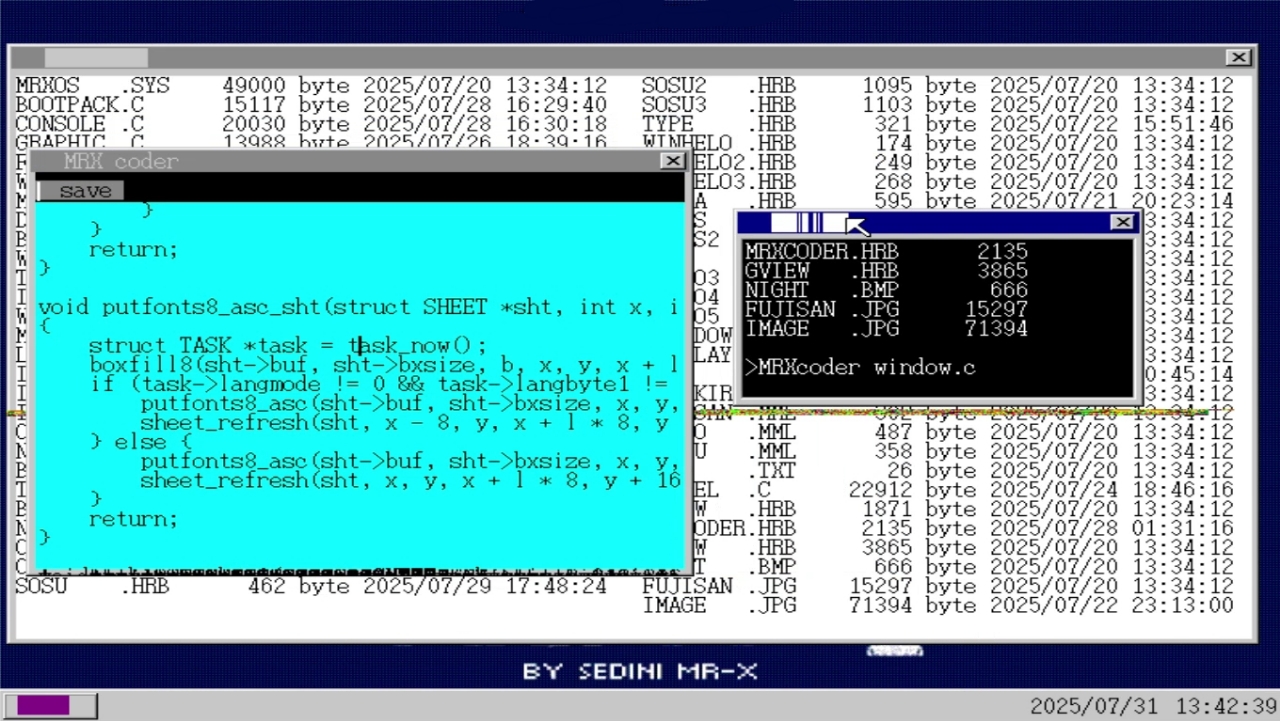 MRXOS .SYS 49000 byte 2025/07/20 13:34:12 SOSU2 .HRB 1095 byte 2025/07/20 13:34:12
BOOTPACK.C 15117 byte 2025/07/28 16:29:40 SOSU3 .HRB 1103 byte 2025/07/20 13:34:12
CONSOLE .C 20030 byte 2025/07/28 16:30:18 TYPE .HRB 321 byte 2025/07/22 15:51:46
GRAPHIC .C 13988 byte 2025/07/26 18:39:16 WINHELO .HRB 174 byte 2025/07/20 13:34:12
ELO2.HRB 249 byte 2025/07/20 13:34:12
ELO3.HRB 268 byte 2025/07/20 13:34:12
A .HRB 595 byte 2025/07/21 20:23:14
MRX coder
save
}
}
return;
}
void putfonts8_asc_sht(struct SHEET *sht, int x, i
{
struct TASK *task = task_now();
boxfill8(sht->buf, sht->bxsize, b, x, y, x + l
if (task->langmode != 0 && task->langbyte1 !=
putfonts8_asc(sht->buf, sht->bxsize, x, y,
sheet_refresh(sht, x - 8, y, x + l * 8, y
} else {
putfonts8_asc(sht->buf, sht->bxsize, x, y,
sheet_refresh(sht, x, y, x + l * 8, y + 16
}
return;
}
MRXCODER.HRB 2135
GVIEW .HRB 3865
NIGHT .BMP 666
FUJISAN .JPG 15297
IMAGE .JPG 71394
>MRXcoder window.c
O .MML 487 byte 2025/07/20 13:34:12
U .MML 358 byte 2025/07/20 13:34:12
.TXT 26 byte 2025/07/20 13:34:12
EL .C 22912 byte 2025/07/24 18:46:16
W .HRB 1871 byte 2025/07/20 13:34:12
ODER.HRB 2135 byte 2025/07/28 01:31:16
W .HRB 3865 byte 2025/07/20 13:34:12
T .BMP 666 byte 2025/07/20 13:34:12
SOSU .HRB 462 byte 2025/07/29 17:48:24 FUJISAN .JPG 15297 byte 2025/07/20 13:34:12
IMAGE .JPG 71394 byte 2025/07/22 23:13:00
BY SEDINI MR-X
2025/07/31 13:42:39